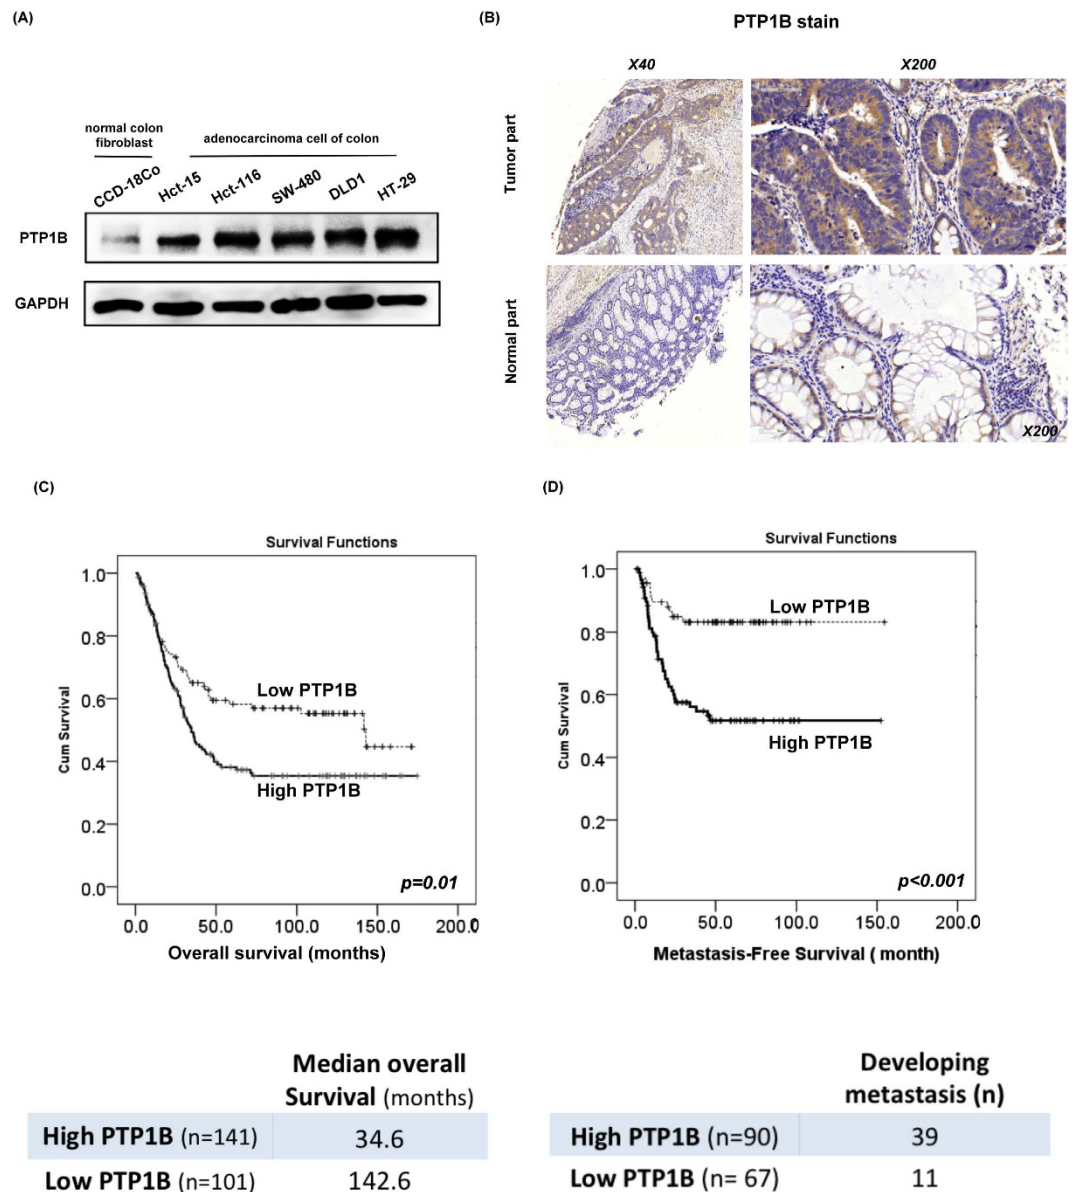 (A)
normal colon
fibroblast
adenocarcinoma cell of colon
CCD-18Co
Hct-15
Hct-116
SW-480
DLD1
HT-29
PTP1B
GAPDH
(B)
PTP1B stain
X40
X200
Tumor part
Normal part
X200
(C)
Survival Functions
Cum Survival
1.0
0.8
0.6
0.4
0.2
0.0
Low PTP1B
High PTP1B
p=0.01
0.0 50.0 100.0 150.0 200.0
Overall survival (months)
(D)
Survival Functions
Cum Survival
1.0
0.8
0.6
0.4
0.2
0.0
Low PTP1B
High PTP1B
p<0.001
0.0 50.0 100.0 150.0 200.0
Metastasis-Free Survival ( month)
Median overall
Survival (months)
High PTP1B (n=141) 34.6
Low PTP1B (n=101) 142.6
Developing
metastasis (n)
High PTP1B (n=90) 39
Low PTP1B (n= 67) 11